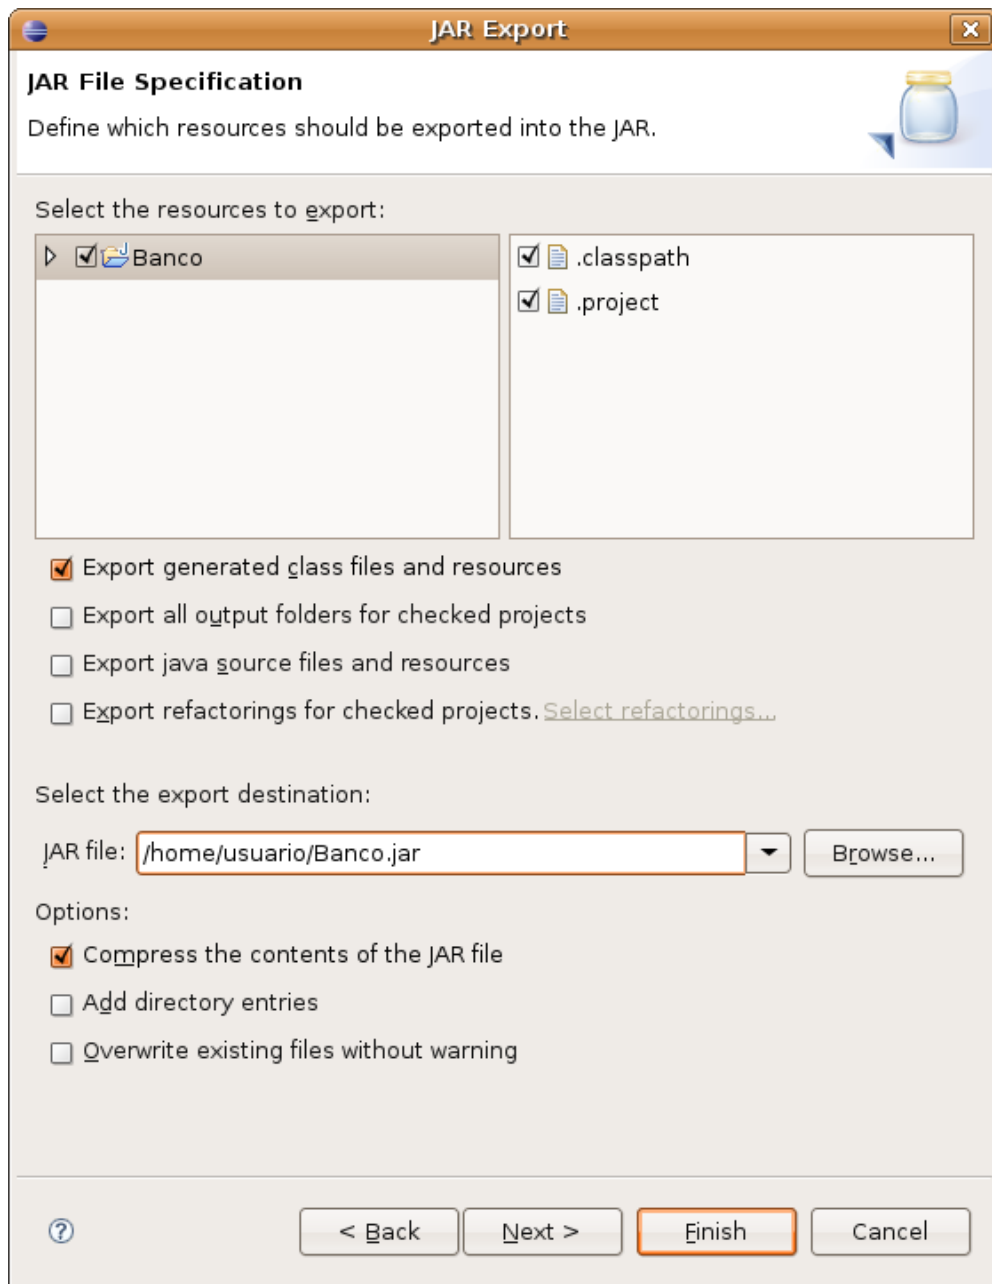 JAR Export
JAR File Specification
Define which resources should be exported into the JAR.
Select the resources to export:
Banco
.classpath
.project
Export generated class files and resources
Export all output folders for checked projects
Export java source files and resources
Export refactorings for checked projects. Select refactorings...
Select the export destination:
JAR file: /home/usuario/Banco.jar Browse...
Options:
Compress the contents of the JAR file
Add directory entries
Overwrite existing files without warning
? < Back Next > Finish Cancel